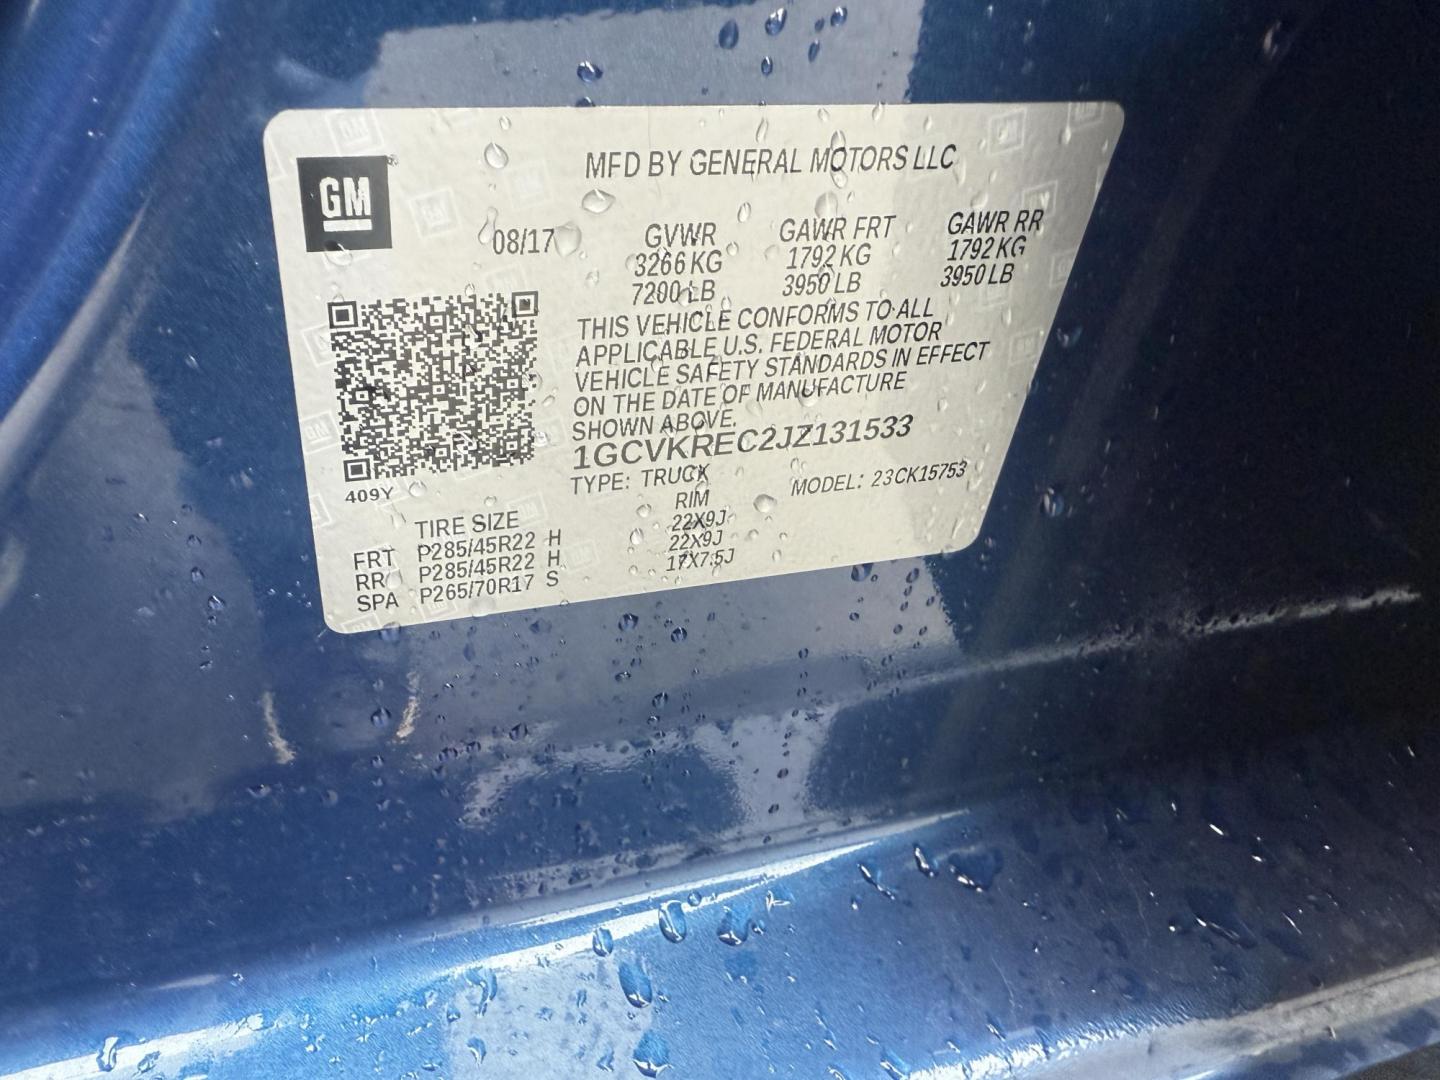 GM
MFD BY GENERAL MOTORS LLC
08/17
GVWR GAWR FRT GAWR RR
3266 KG 1792 KG 1792 KG
7200 LB 3950 LB 3950 LB
THIS VEHICLE CONFORMS TO ALL
APPLICABLE U.S. FEDERAL MOTOR
VEHICLE SAFETY STANDARDS IN EFFECT
ON THE DATE OF MANUFACTURE
SHOWN ABOVE.
1GCVKREC2JZ131533
TYPE: TRUCK MODEL: 23CK15753
409Y
TIRE SIZE RIM
FRT P285/45R22 H 22X9J
RR P285/45R22 H 22X9J
SPA P265/70R17 S 17X7.5J